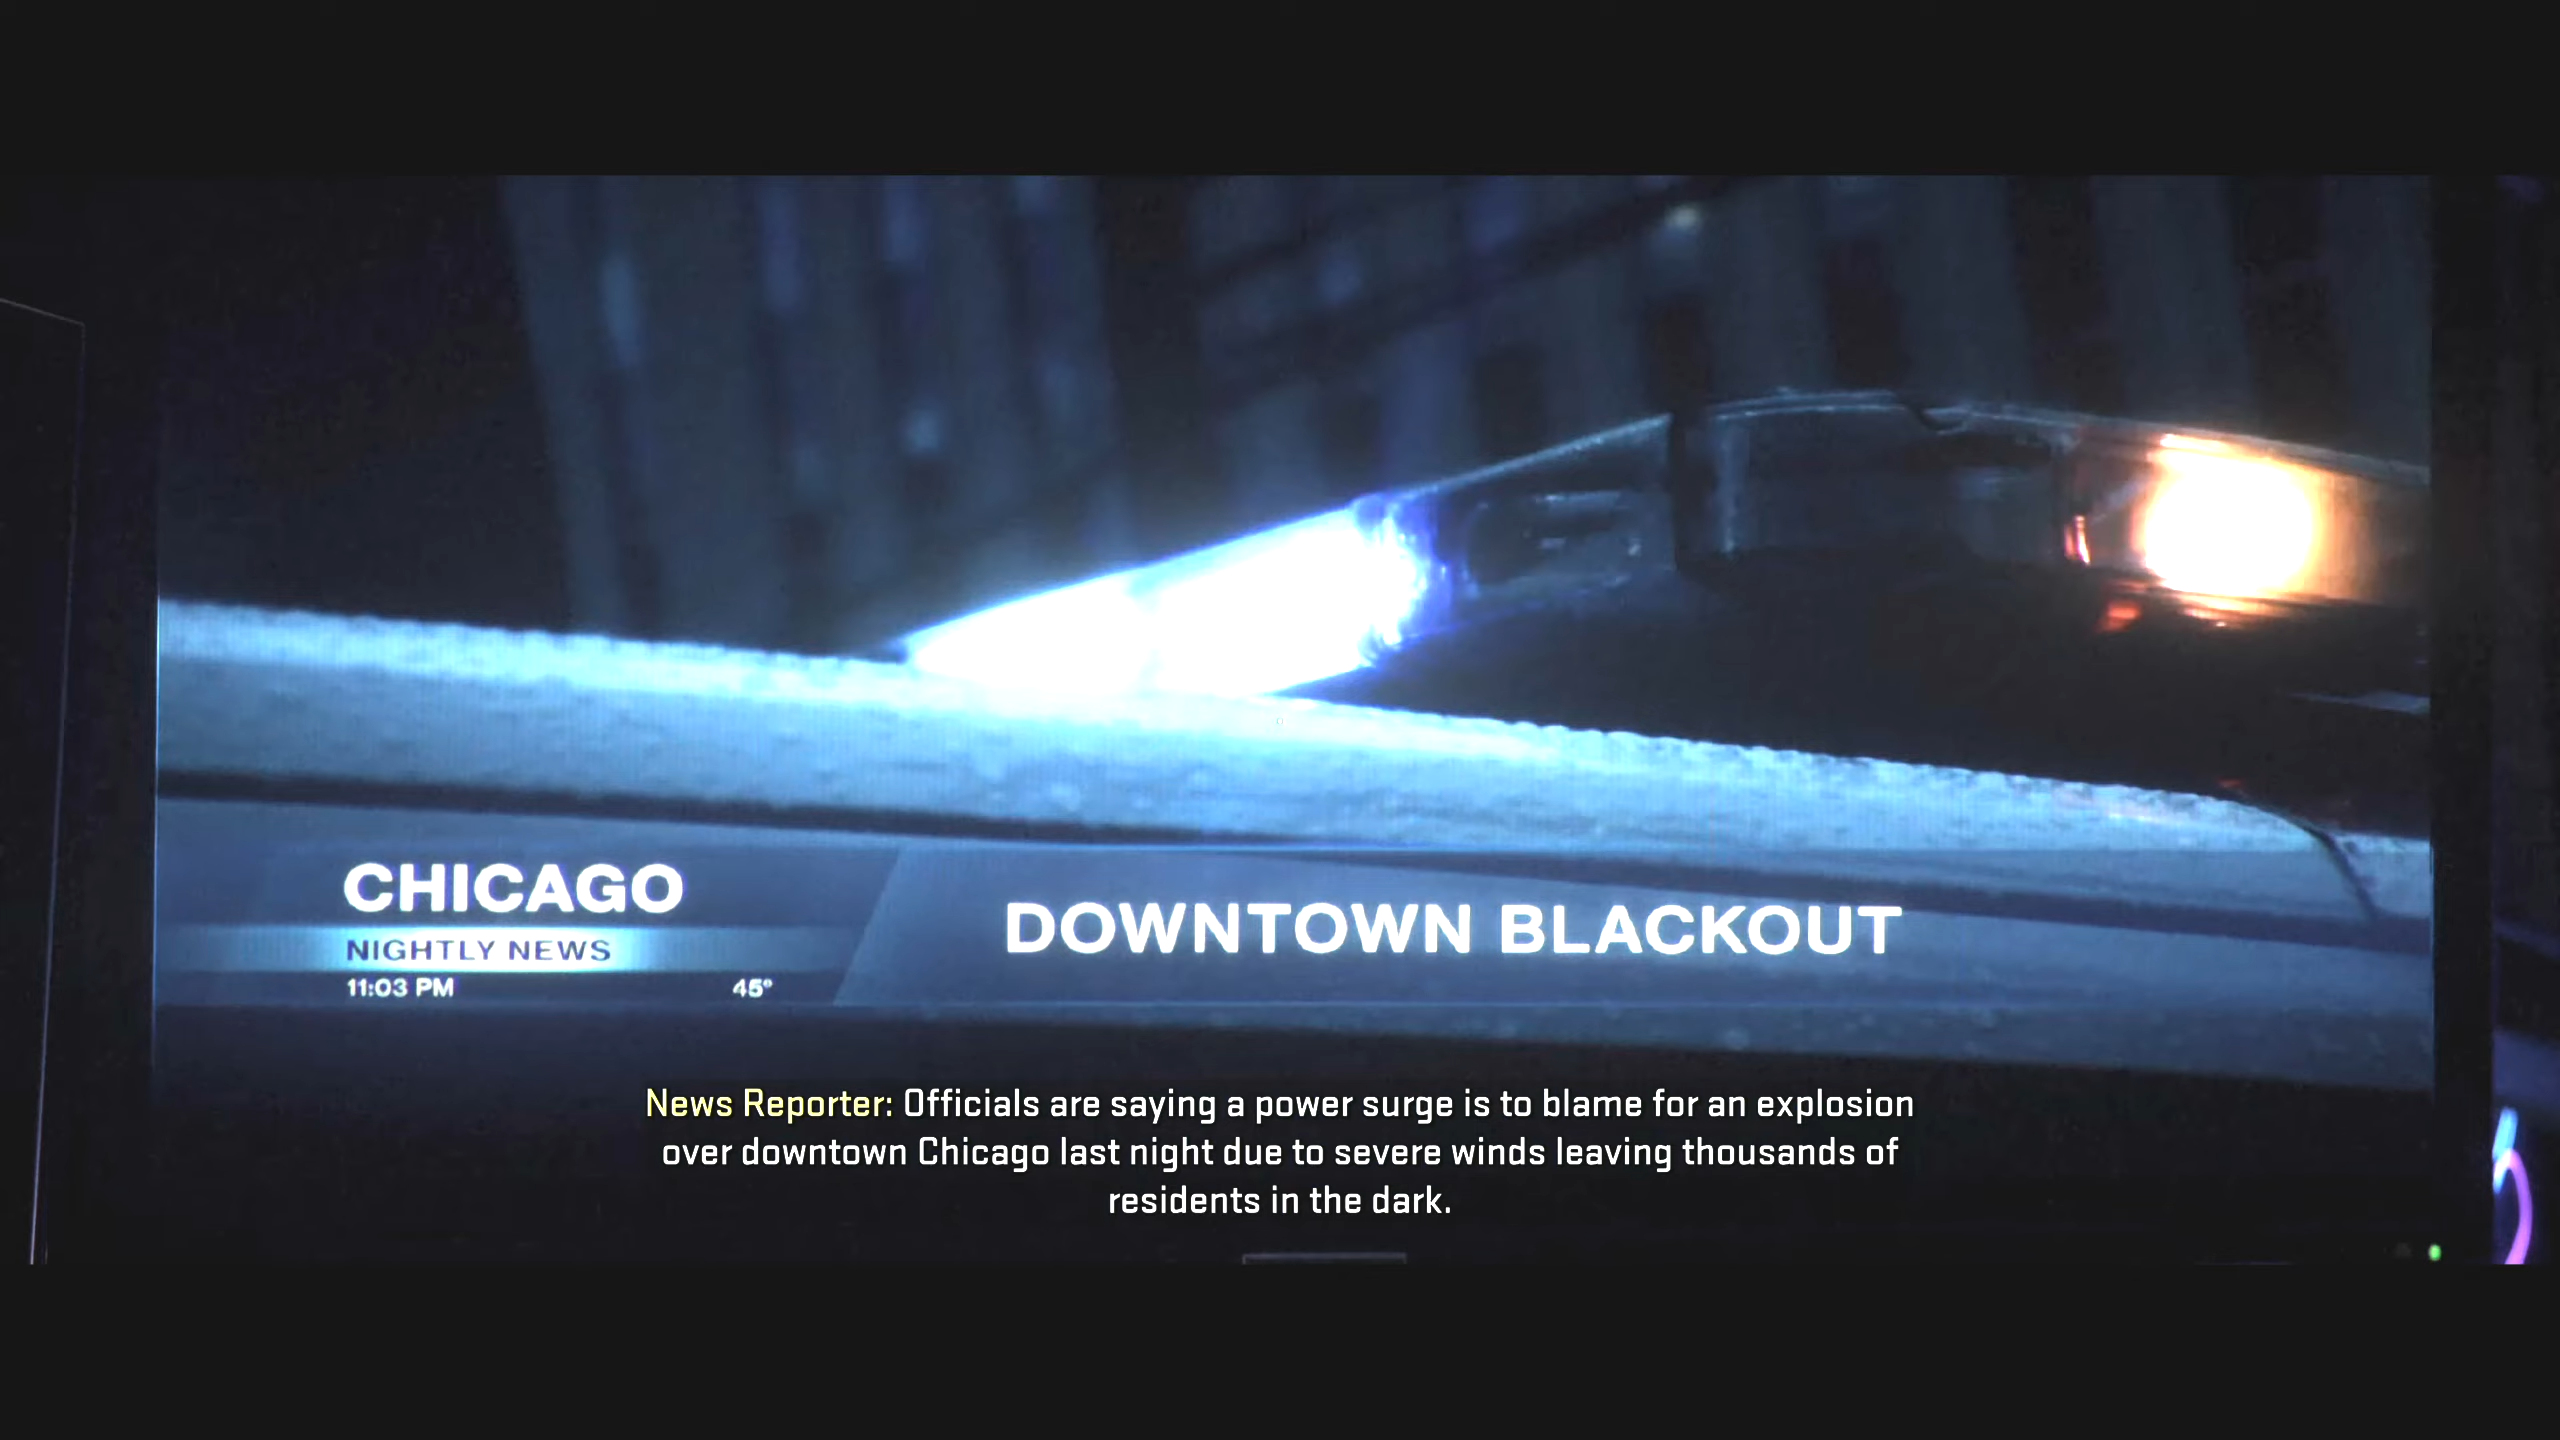 CHICAGO
NIGHTLY NEWS
11:03 PM 45°
DOWNTOWN BLACKOUT
News Reporter: Officials are saying a power surge is to blame for an explosion
over downtown Chicago last night due to severe winds leaving thousands of
residents in the dark.